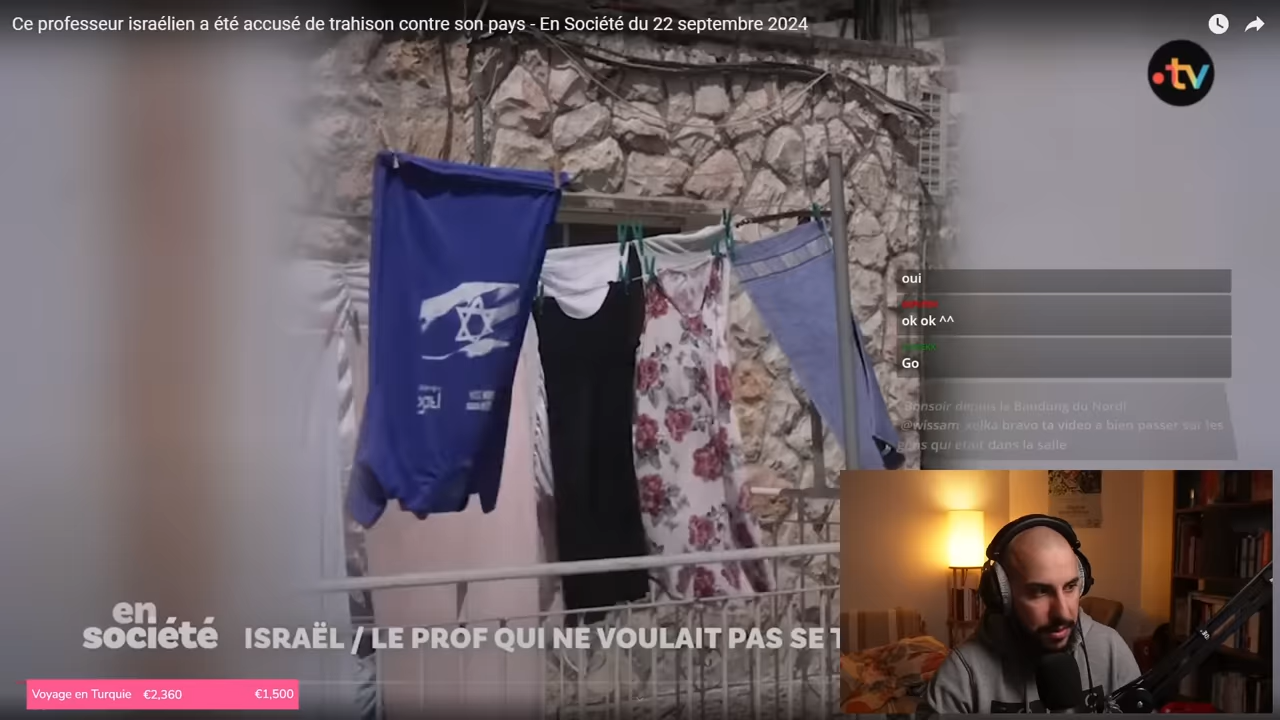 Ce professeur israélien a été accusé de trahison contre son pays - En Société du 22 septembre 2024
.tv
oui
ok ok ^^
Go
Bonsoir depuis le Bandung du Nord!
@wissam_xelka bravo ta video a bien passer sur les
gens qui était dans la salle
en
société
ISRAËL / LE PROF QUI NE VOULAIT PAS SE T
Voyage en Turquie €2,360 €1,500